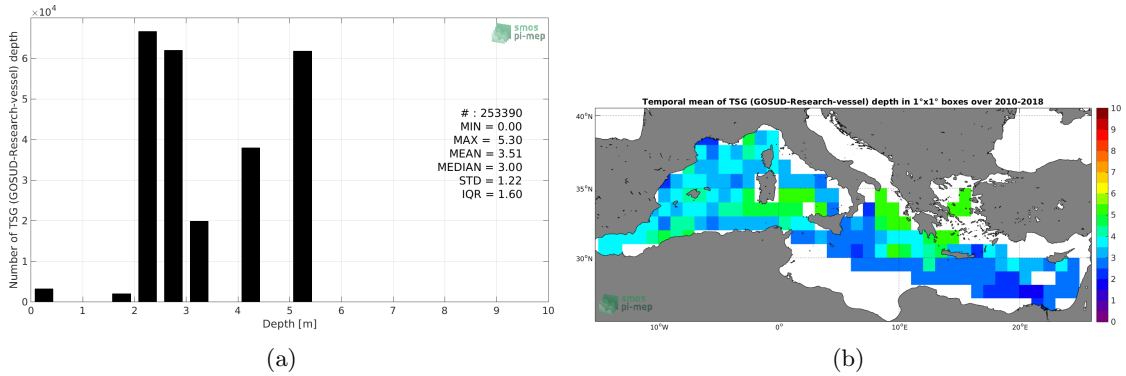 Number of TSG (GOSUD-Research-vessel) depth
×10⁴
6
5
4
3
2
1
0
0 1 2 3 4 5 6 7 8 9 10
Depth [m]
smos
pi-mep
# : 253390
MIN = 0.00
MAX = 5.30
MEAN = 3.51
MEDIAN = 3.00
STD = 1.22
IQR = 1.60
(a)
Temporal mean of TSG (GOSUD-Research-vessel) depth in 1°x1° boxes over 2010-2018
40°N
35°N
30°N
10°W 0° 10°E 20°E
smos
pi-mep
10
9
8
7
6
5
4
3
2
1
0
(b)